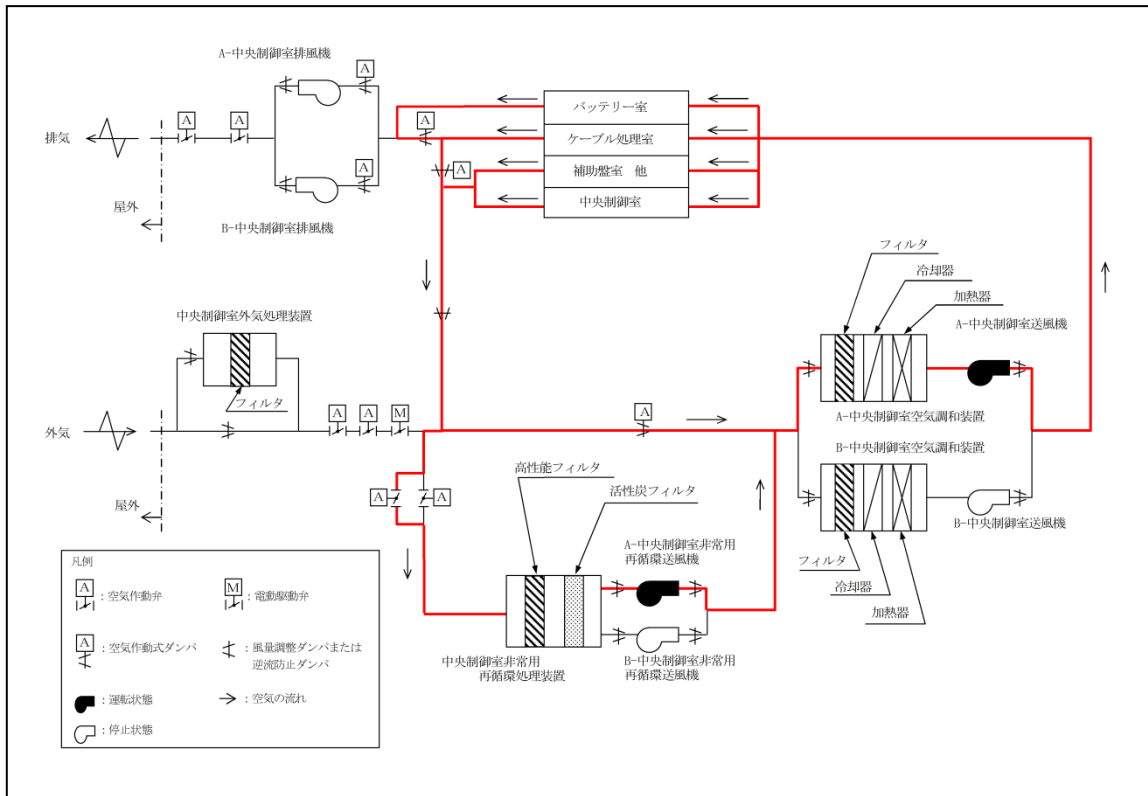 A-中央制御室排風機
A
A
A
排気
A
B-中央制御室排風機
屋外
A
A
バッテリー室
ケーブル処理室
補助盤室 他
中央制御室
フィルタ
冷却器
加熱器
A-中央制御室送風機
A-中央制御室空気調和装置
B-中央制御室空気調和装置
B-中央制御室送風機
フィルタ
冷却器
加熱器
中央制御室外気処理装置
フィルタ
外気
A
A
M
A
屋外
A
A
高性能フィルタ
活性炭フィルタ
A-中央制御室非常用
再循環送風機
B-中央制御室非常用
再循環送風機
中央制御室非常用
再循環処理装置
凡例
A
:空気作動弁
M
:電動駆動弁
A
:空気作動式ダンパ
:風量調整ダンパまたは
逆流防止ダンパ
:運転状態
:空気の流れ
:停止状態